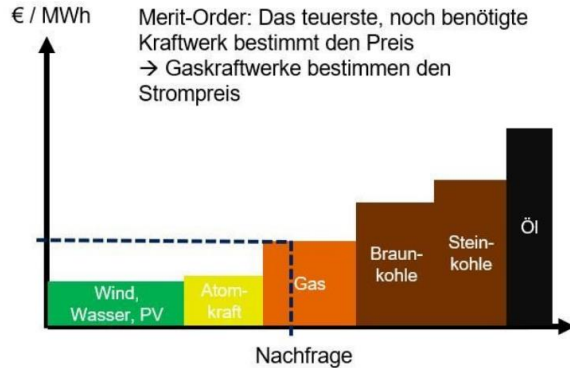 € / MWh
Merit-Order: Das teuerste, noch benötigte
Kraftwerk bestimmt den Preis
→ Gaskraftwerke bestimmen den
Strompreis
Wind,
Wasser, PV
Atom-
kraft
Gas
Braun-
kohle
Stein-
kohle
Öl
Nachfrage